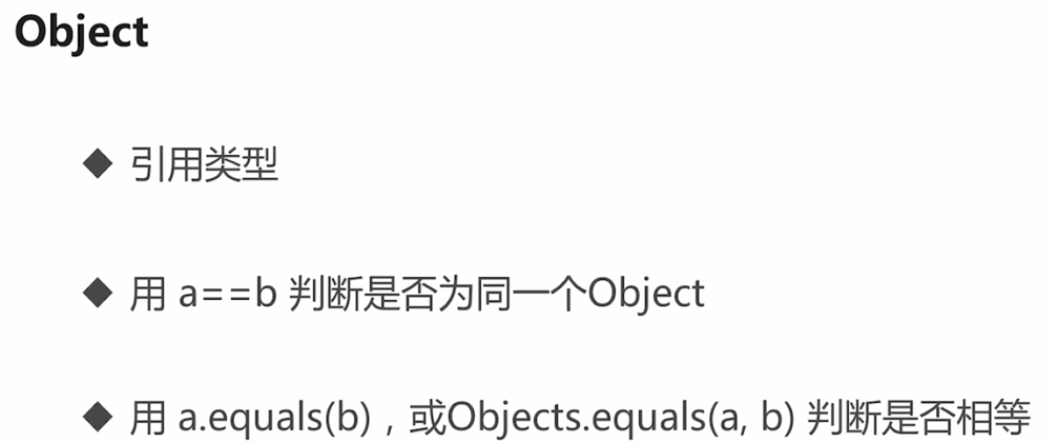 Object
◆ 引用类型
◆ 用 a==b 判断是否为同一个Object
◆ 用 a.equals(b)，或Objects.equals(a, b) 判断是否相等